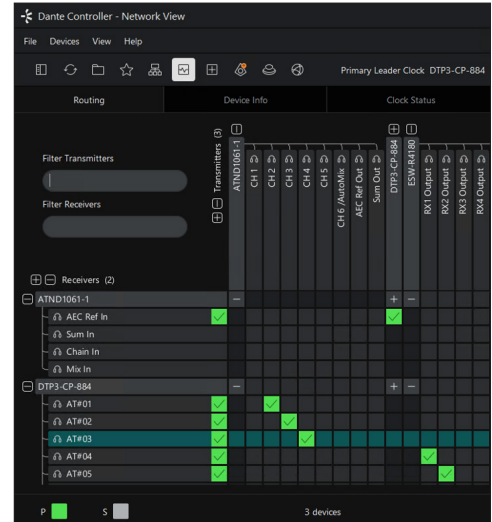 Dante Controller - Network View
File Devices View Help
Primary Leader Clock DTP3-CP-884
Routing Device Info Clock Status
Filter Transmitters
Filter Receivers
Transmitters (3)
ATND1061-1
CH 1
CH 2
CH 3
CH 4
CH 5
CH 6 /AutoMix
AEC Ref Out
Sum Out
DTP3-CP-884
ESW-R4180
RX1 Output
RX2 Output
RX3 Output
RX4 Output
Receivers (2)
ATND1061-1
AEC Ref In
Sum In
Chain In
Mix In
DTP3-CP-884
AT#01
AT#02
AT#03
AT#04
AT#05
P S 3 devices